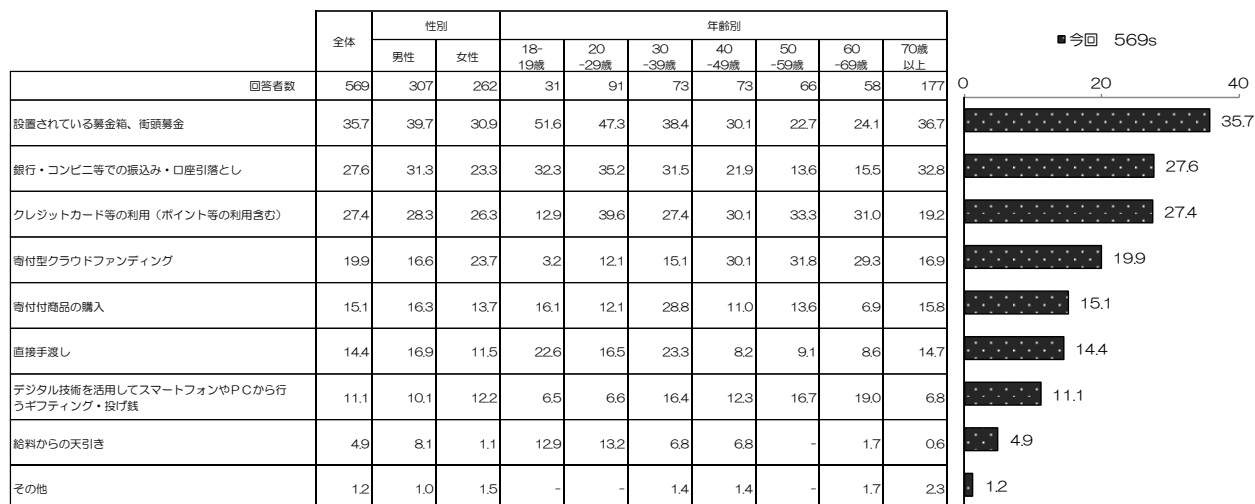 性別 年齢別
全体 男性 女性 18-19歳 20-29歳 30-39歳 40-49歳 50-59歳 60-69歳 70歳以上
回答者数 569 307 262 31 91 73 73 66 58 177
設置されている募金箱、街頭募金 35.7 39.7 30.9 51.6 47.3 38.4 30.1 22.7 24.1 36.7
銀行・コンビニ等での振込み・口座引落とし 27.6 31.3 23.3 32.3 35.2 31.5 21.9 13.6 15.5 32.8
クレジットカード等の利用（ポイント等の利用含む） 27.4 28.3 26.3 12.9 39.6 27.4 30.1 33.3 31.0 19.2
寄付型クラウドファンディング 19.9 16.6 23.7 3.2 12.1 15.1 30.1 31.8 29.3 16.9
寄付付商品の購入 15.1 16.3 13.7 16.1 12.1 28.8 11.0 13.6 6.9 15.8
直接手渡し 14.4 16.9 11.5 22.6 16.5 23.3 8.2 9.1 8.6 14.7
デジタル技術を活用してスマートフォンやＰＣから行
うギフティング・投げ銭 11.1 10.1 12.2 6.5 6.6 16.4 12.3 16.7 19.0 6.8
給料からの天引き 4.9 8.1 1.1 12.9 13.2 6.8 6.8 - 1.7 0.6
その他 1.2 1.0 1.5 - - 1.4 1.4 - 1.7 2.3
今回 569s
0 20 40
35.7
27.6
27.4
19.9
15.1
14.4
11.1
4.9
1.2